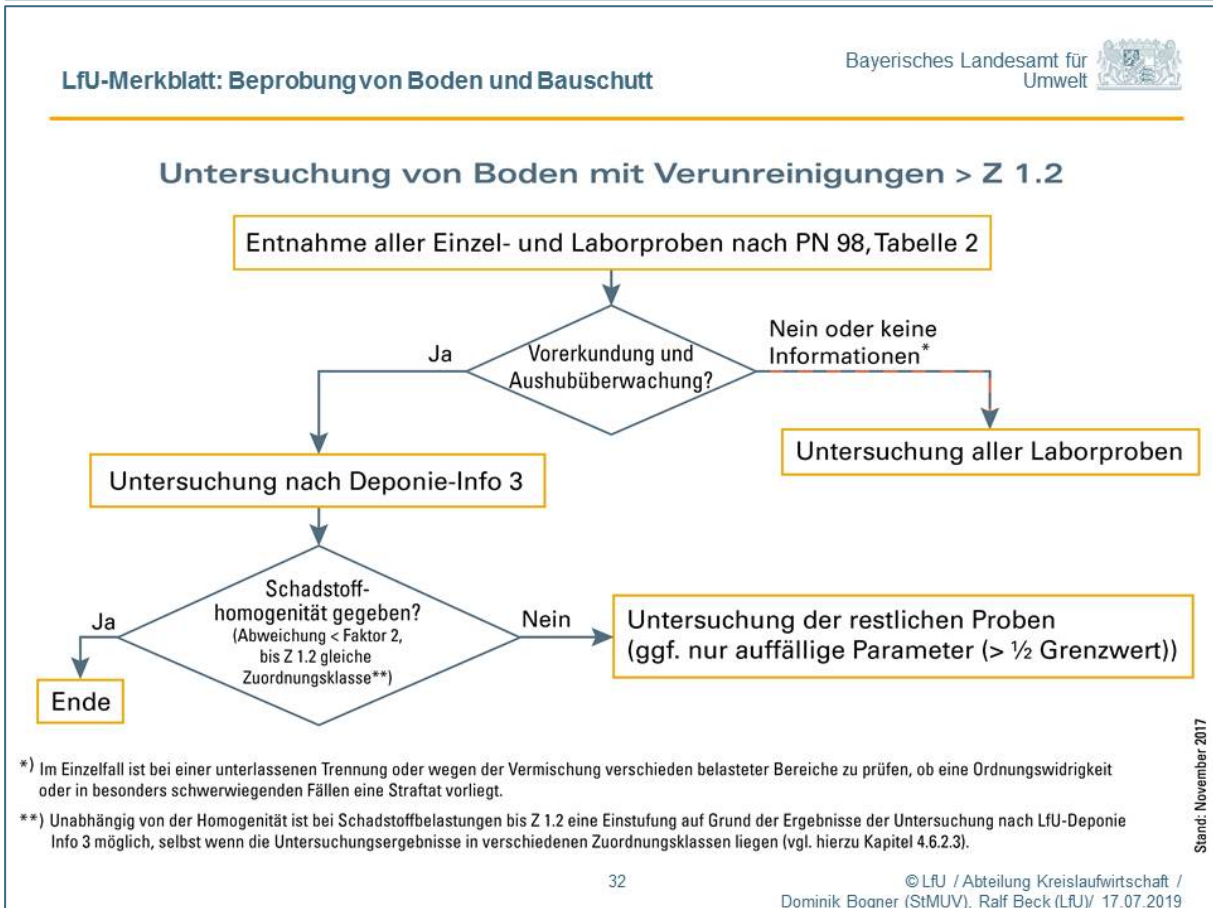 LfU-Merkblatt: Beprobung von Boden und Bauschutt
Bayerisches Landesamt für
Umwelt
Untersuchung von Boden mit Verunreinigungen > Z 1.2
Entnahme aller Einzel- und Laborproben nach PN 98, Tabelle 2
Vorerkundung und
Aushubüberwachung?
Ja
Nein oder keine
Informationen*
Untersuchung nach Deponie-Info 3
Untersuchung aller Laborproben
Schadstoff-
homogenität gegeben?
(Abweichung < Faktor 2,
bis Z 1.2 gleiche
Zuordnungsklasse**)
Ja
Nein
Ende
Untersuchung der restlichen Proben
(ggf. nur auffällige Parameter (> ½ Grenzwert))
*) Im Einzelfall ist bei einer unterlassenen Trennung oder wegen der Vermischung verschieden belasteter Bereiche zu prüfen, ob eine Ordnungswidrigkeit
oder in besonders schwerwiegenden Fällen eine Straftat vorliegt.
**) Unabhängig von der Homogenität ist bei Schadstoffbelastungen bis Z 1.2 eine Einstufung auf Grund der Ergebnisse der Untersuchung nach LfU-Deponie
Info 3 möglich, selbst wenn die Untersuchungsergebnisse in verschiedenen Zuordnungsklassen liegen (vgl. hierzu Kapitel 4.6.2.3).
Stand: November 2017
32
© LfU / Abteilung Kreislaufwirtschaft /
Dominik Bogner (StMUV), Ralf Beck (LfU)/ 17.07.2019